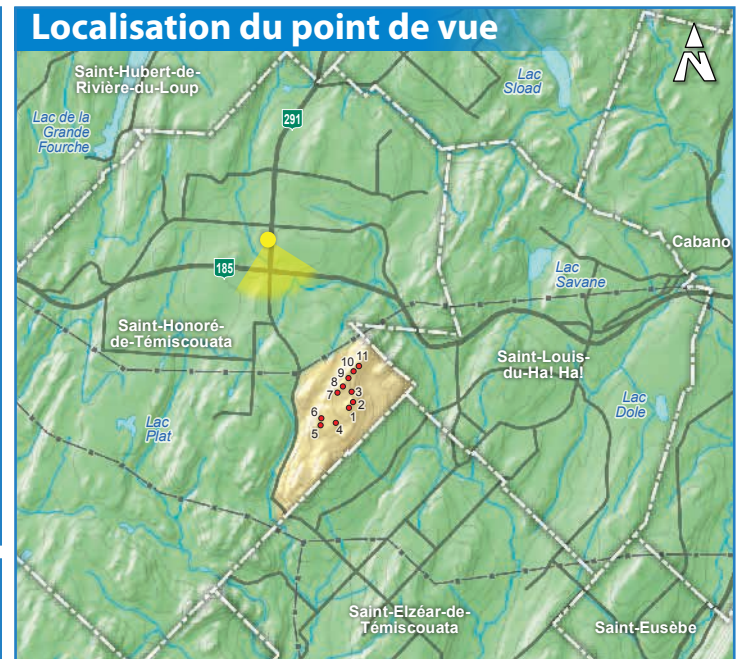 Localisation du point de vue
N
Saint-Hubert-de-
Rivière-du-Loup
Lac
Sload
Lac de la
Grande
Fourche
291
Cabano
185
Lac
Savane
Saint-Honoré-
de-Témiscouata
Saint-Louis-
du-Ha! Ha!
10 11
9
8
7
3
2
1
6
5
4
Lac
Dole
Lac
Plat
Saint-Elzéar-de-
Témiscouata
Saint-Eusèbe